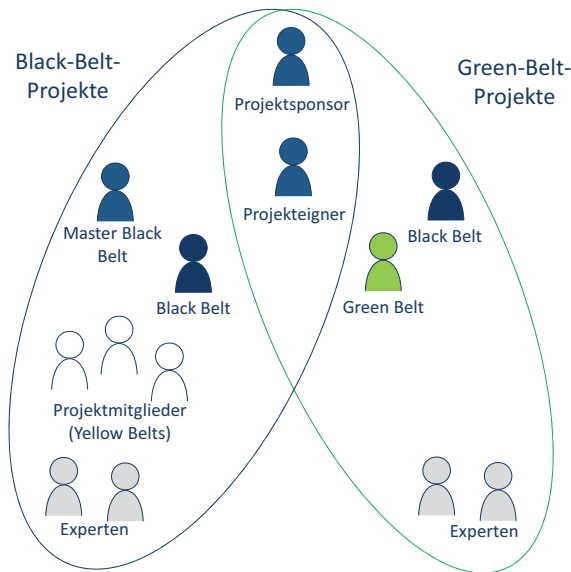 Black-Belt-
Projekte
Green-Belt-
Projekte
Projektsponsor
Projekteigner
Master Black
Belt
Black Belt
Black Belt
Green Belt
Projektmitglieder
(Yellow Belts)
Experten
Experten